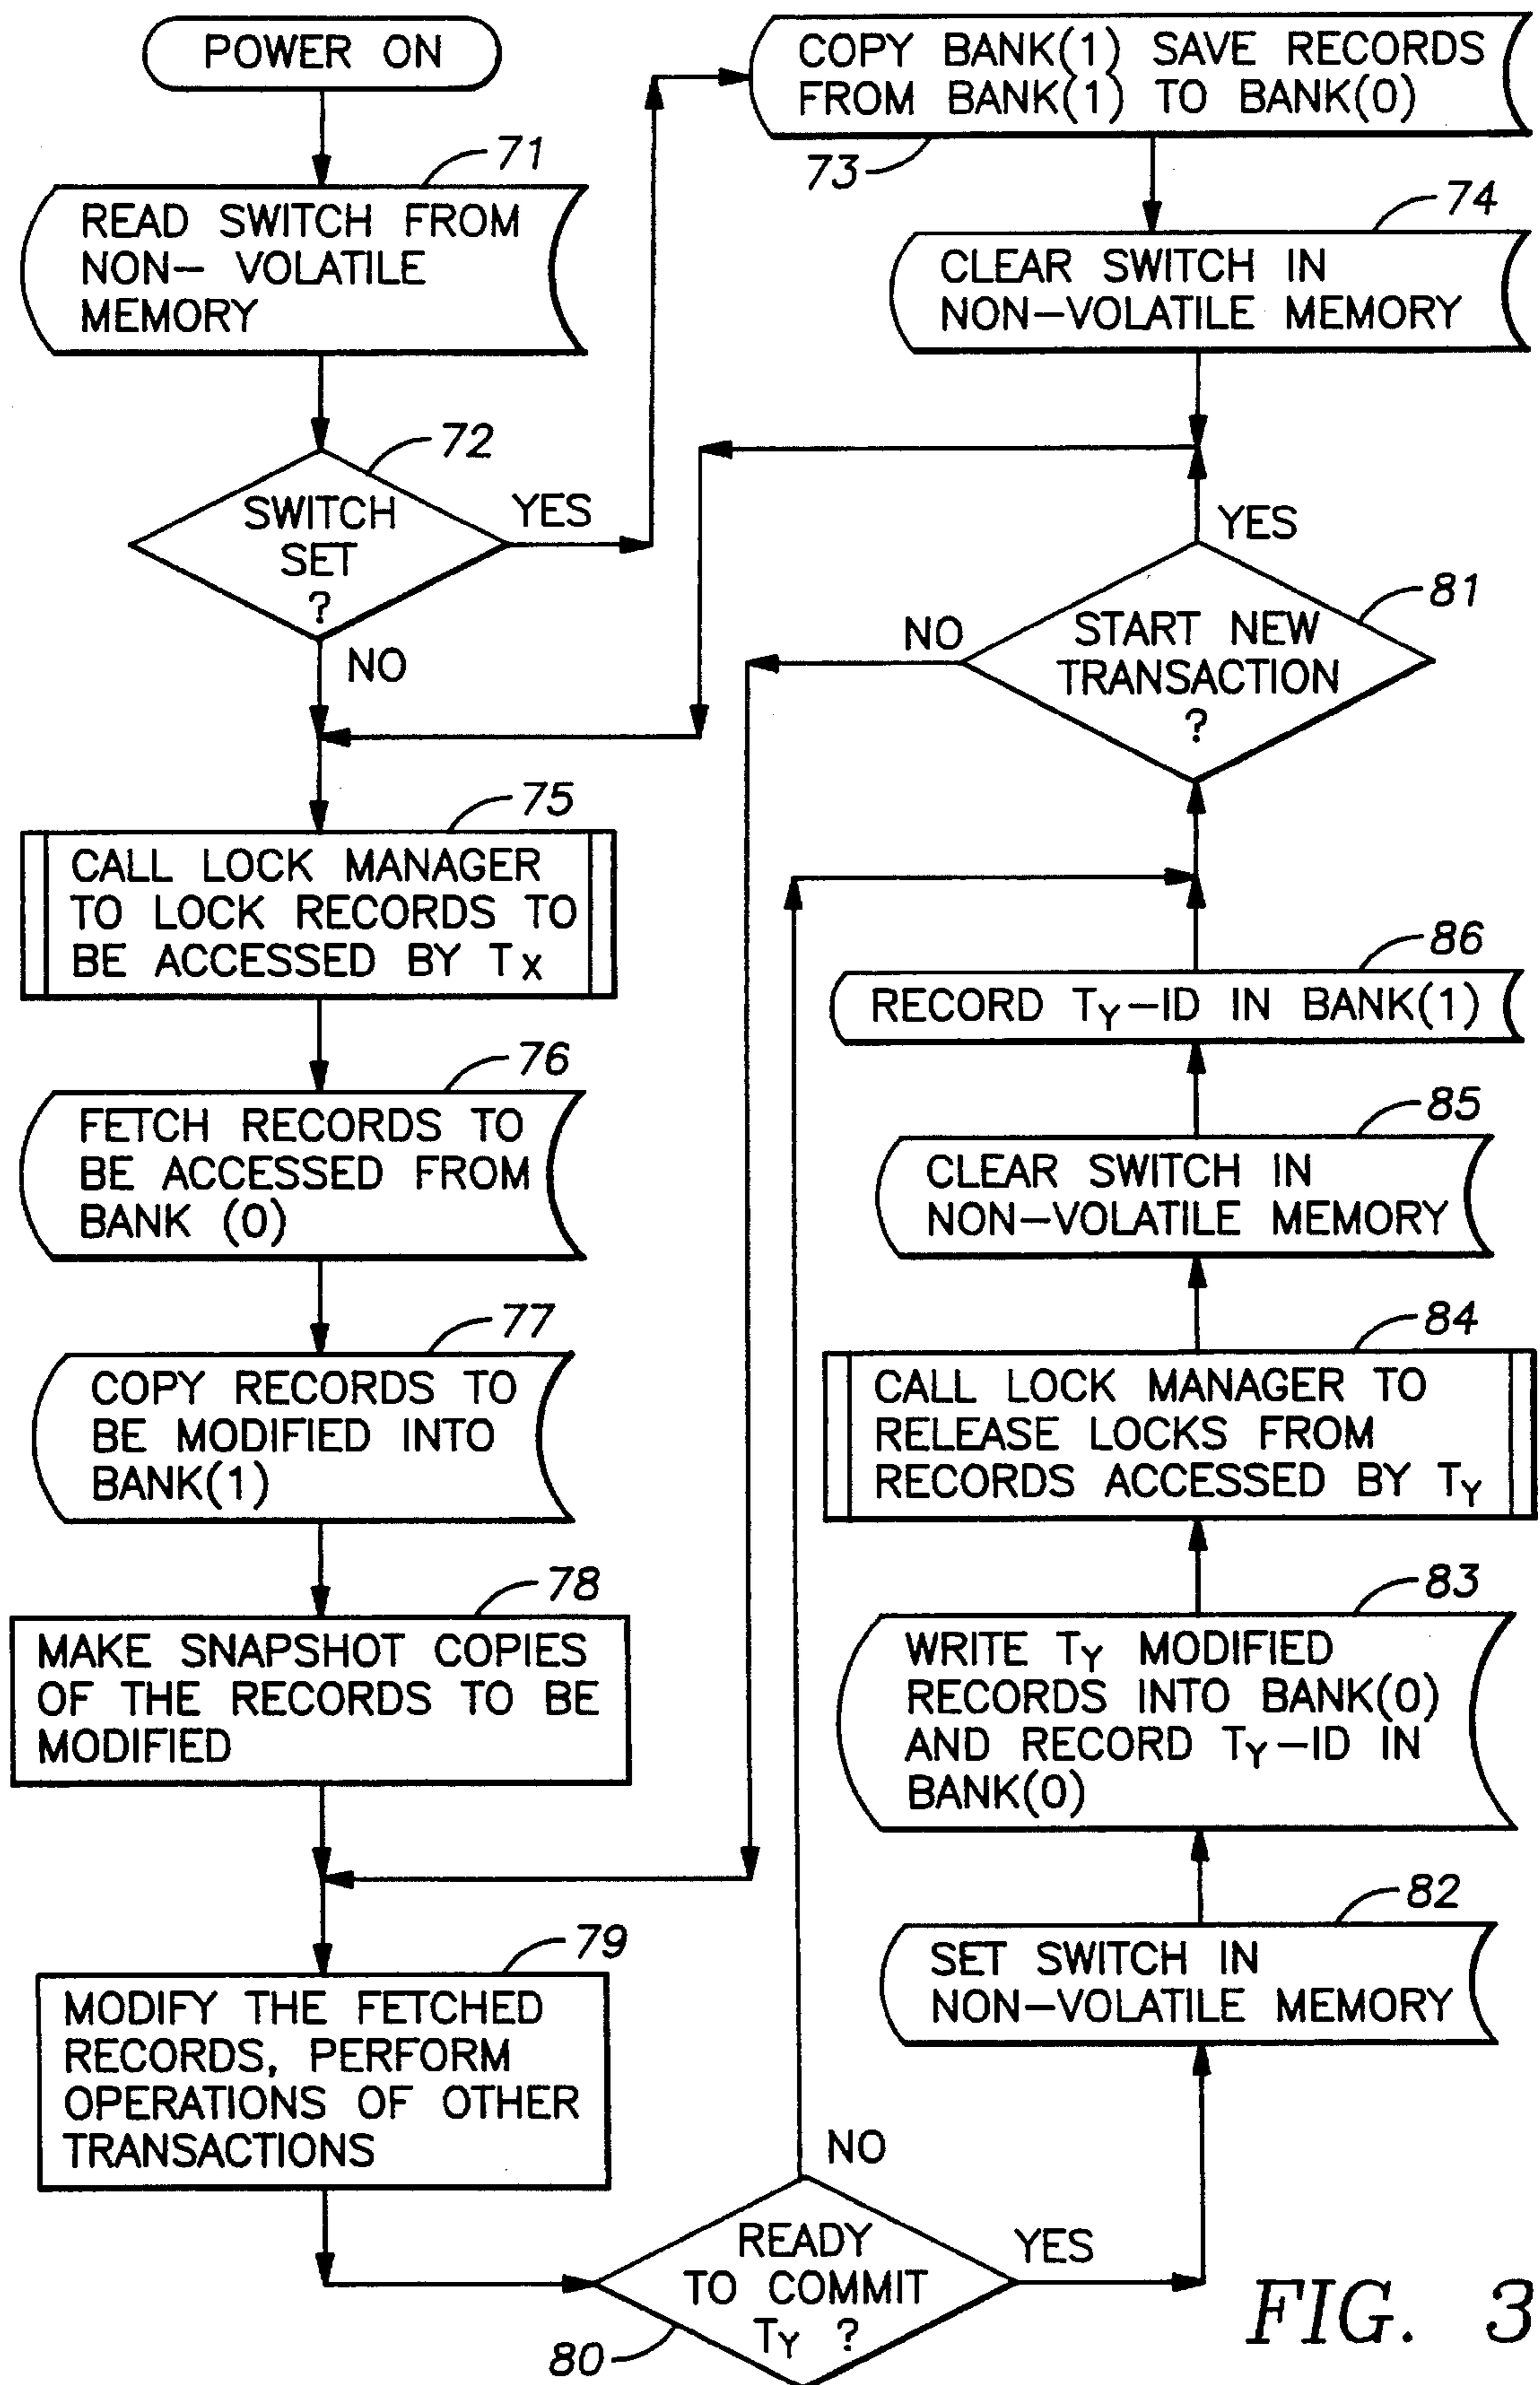 POWER ON
71
READ SWITCH FROM
NON- VOLATILE
MEMORY
72
SWITCH
SET
?
YES
NO
COPY BANK(1) SAVE RECORDS
FROM BANK(1) TO BANK(0)
73
74
CLEAR SWITCH IN
NON-VOLATILE MEMORY
YES
81
START NEW
TRANSACTION
?
NO
75
CALL LOCK MANAGER
TO LOCK RECORDS TO
BE ACCESSED BY TX
76
FETCH RECORDS TO
BE ACCESSED FROM
BANK (0)
77
COPY RECORDS TO
BE MODIFIED INTO
BANK(1)
78
MAKE SNAPSHOT COPIES
OF THE RECORDS TO BE
MODIFIED
79
MODIFY THE FETCHED
RECORDS, PERFORM
OPERATIONS OF OTHER
TRANSACTIONS
86
RECORD TY-ID IN BANK(1)
85
CLEAR SWITCH IN
NON-VOLATILE MEMORY
84
CALL LOCK MANAGER TO
RELEASE LOCKS FROM
RECORDS ACCESSED BY TY
83
WRITE TY MODIFIED
RECORDS INTO BANK(0)
AND RECORD TY-ID IN
BANK(0)
82
SET SWITCH IN
NON-VOLATILE MEMORY
NO
READY
TO COMMIT
TY ?
YES
80
FIG. 3